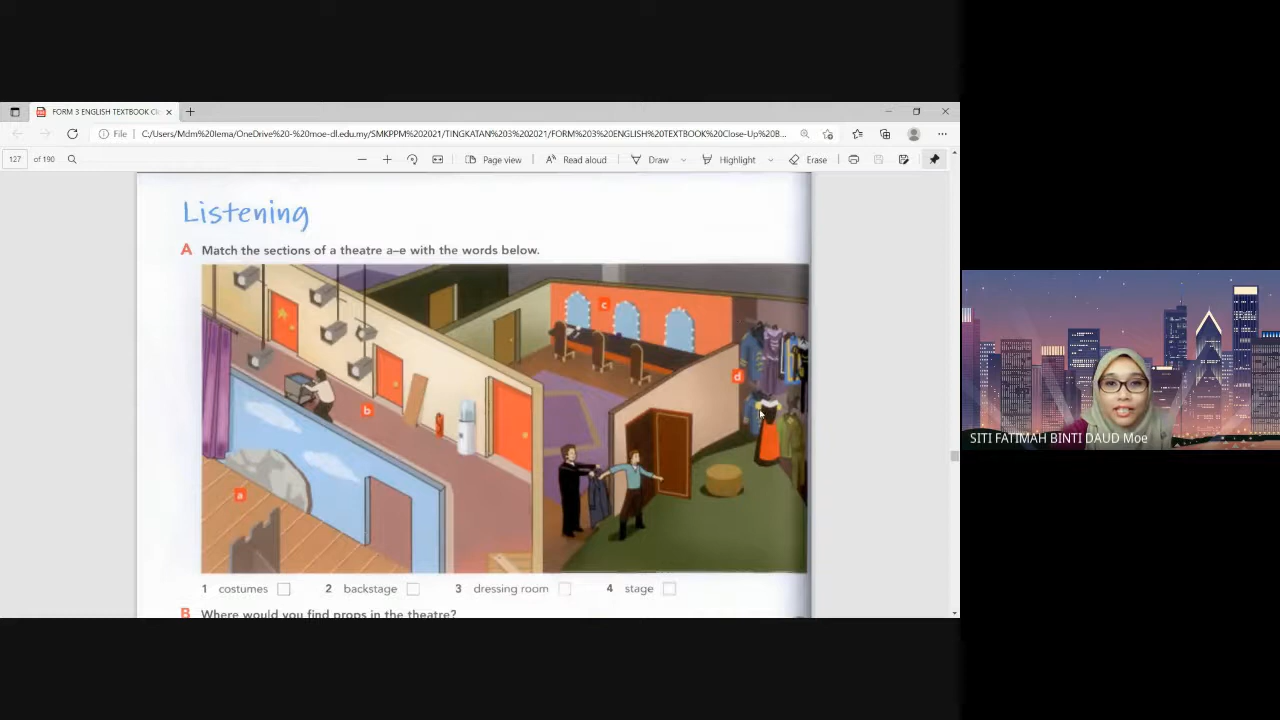 FORM 3 ENGLISH TEXTBOOK Cl
File
C:/Users/Mdm%20Iema/OneDrive%20-%20moe-dl.edu.my/SMKPPM%202021/TINGKATAN%203%202021/FORM%203%20ENGLISH%20TEXTBOOK%20Close-Up%20B...
127 of 190
Page view
Read aloud
Draw
Highlight
Erase
Listening
A Match the sections of a theatre a–e with the words below.
c
d
b
a
1 costumes 2 backstage 3 dressing room 4 stage
B Where would you find props in the theatre?
SITI FATIMAH BINTI DAUD Moe